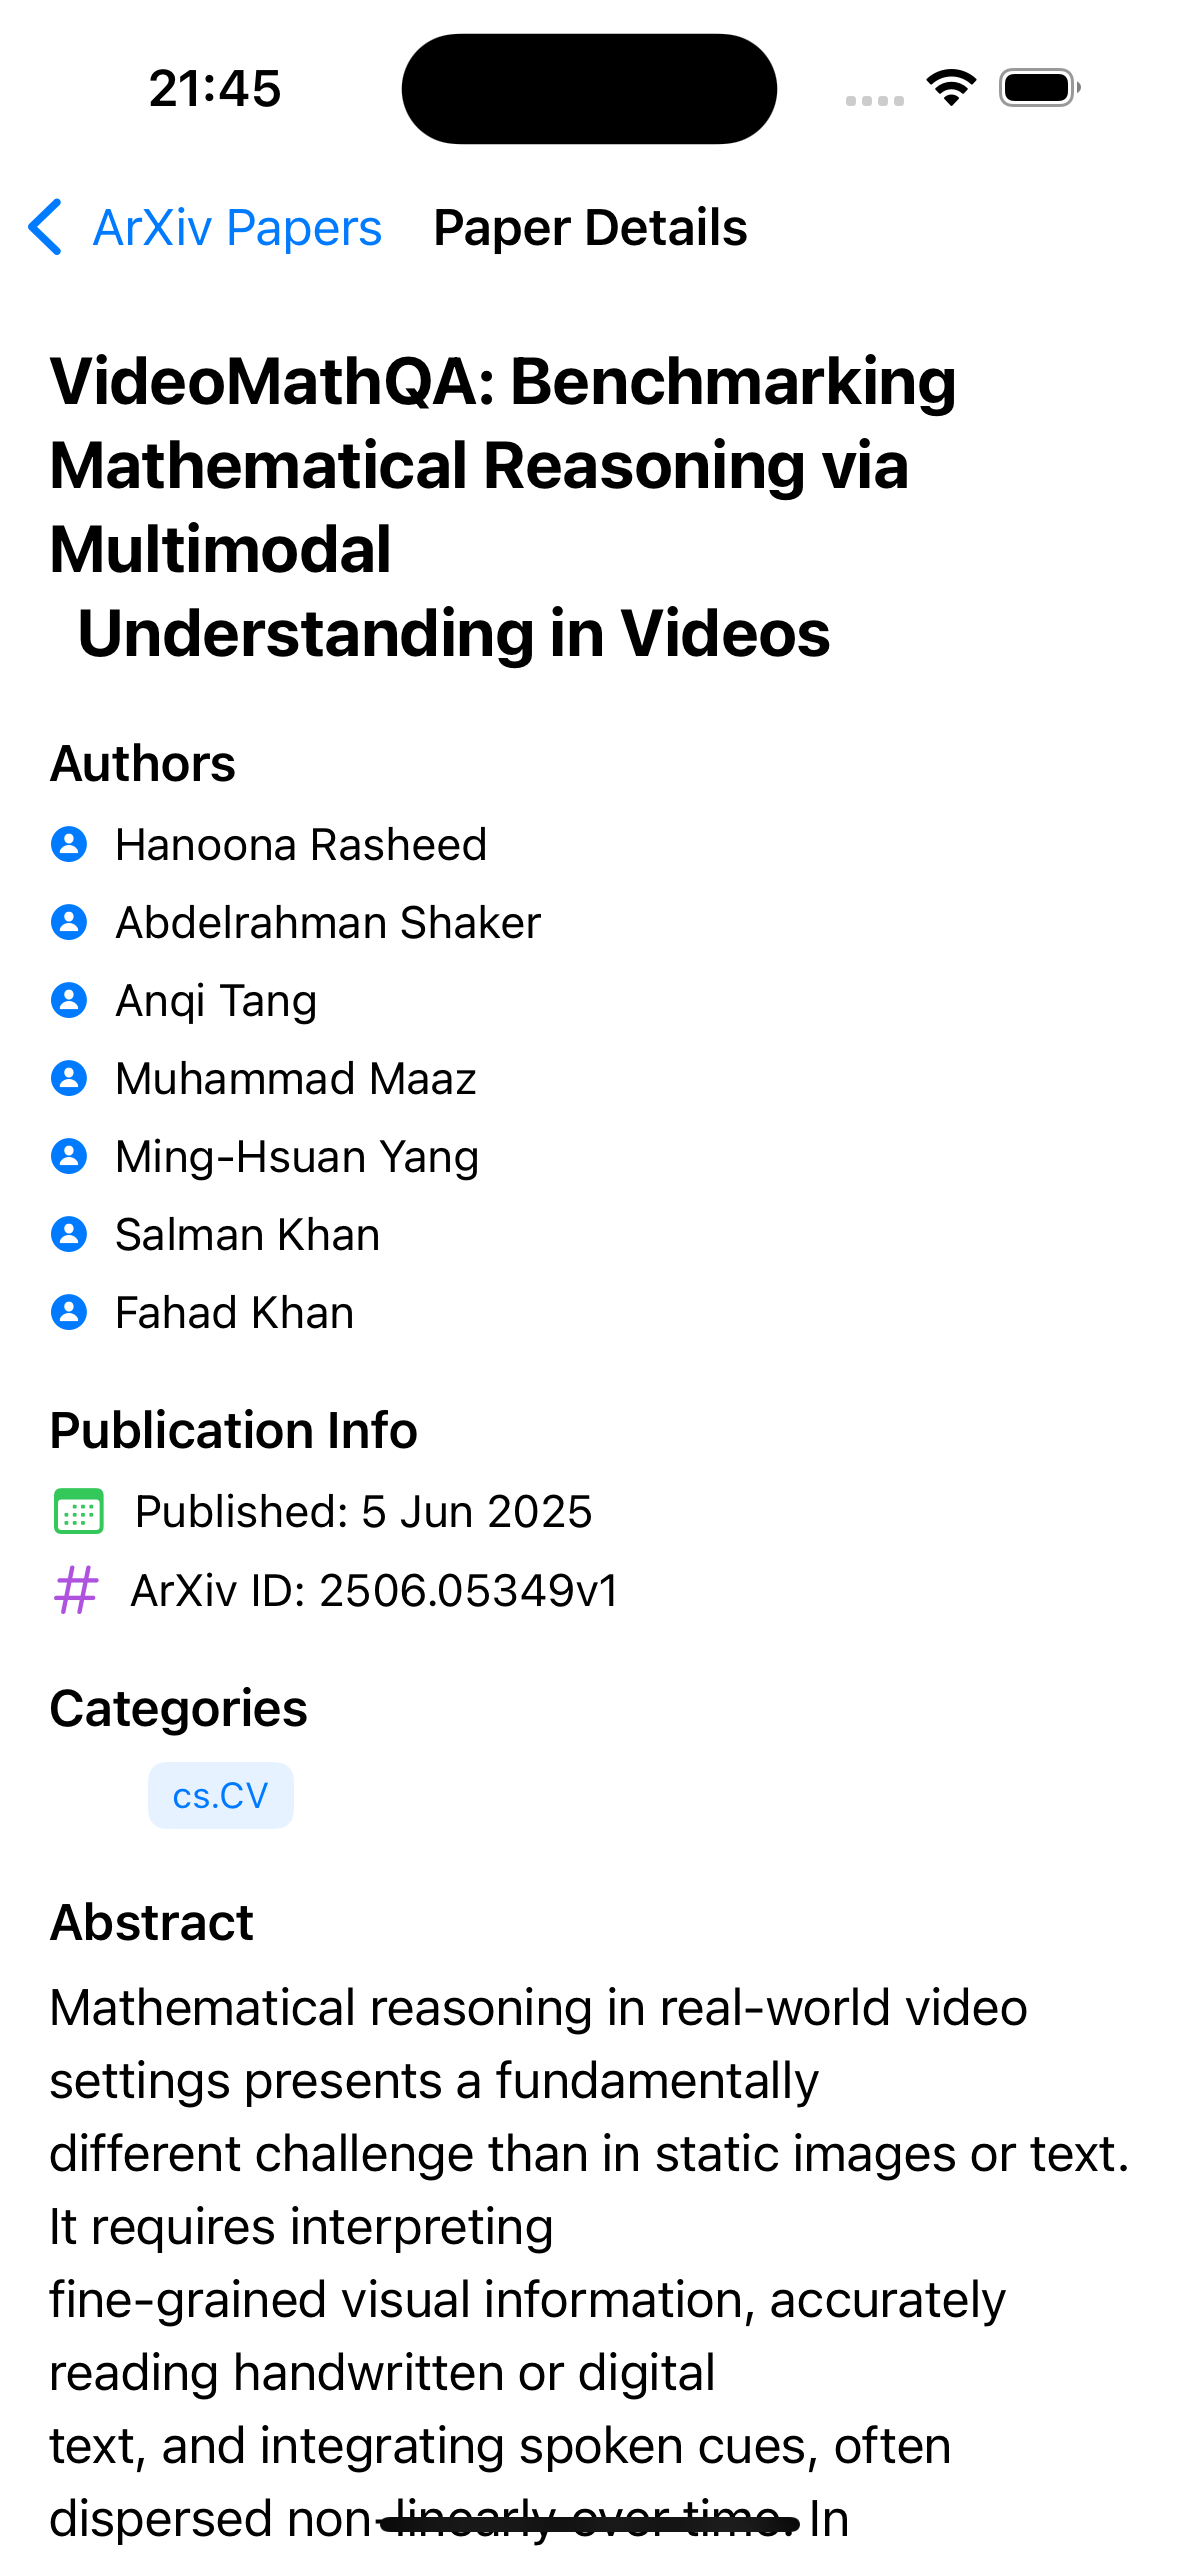 21:45
ArXiv Papers Paper Details
VideoMathQA: Benchmarking
Mathematical Reasoning via
Multimodal
Understanding in Videos
Authors
Hanoona Rasheed
Abdelrahman Shaker
Anqi Tang
Muhammad Maaz
Ming-Hsuan Yang
Salman Khan
Fahad Khan
Publication Info
Published: 5 Jun 2025
ArXiv ID: 2506.05349v1
Categories
cs.CV
Abstract
Mathematical reasoning in real-world video
settings presents a fundamentally
different challenge than in static images or text.
It requires interpreting
fine-grained visual information, accurately
reading handwritten or digital
text, and integrating spoken cues, often
dispersed non-linearly over time. In